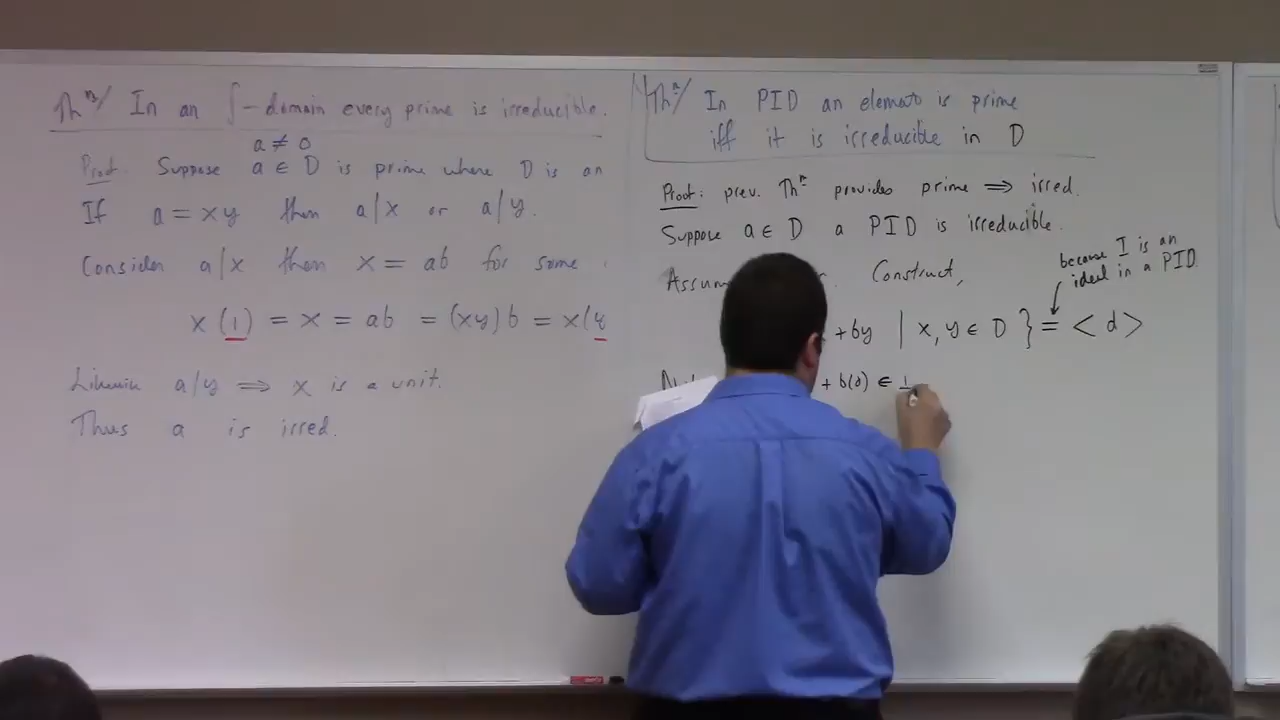 Thᵐ/ In an ∫-domain every prime is irreducible.
a ≠ 0
Proof: Suppose a ∈ D is prime where D is an
If a = xy then a|x or a|y.
Consider a|x then x = ab for some
x(1) = x = ab = (xy)b = x(y
Likewise a/y ⟹ x is a unit.
Thus a is irred.
Thᵐ/ In PID an elemato is prime
iff it is irreducible in D
Proof: prev. Thᵐ provides prime ⟹ irred.
Suppose a ∈ D a PID is irreducible.
because I is an
ideal in a PID.
Assum Construct,
+ by | x, y ∈ D } = < d >
+ b(0) ∈